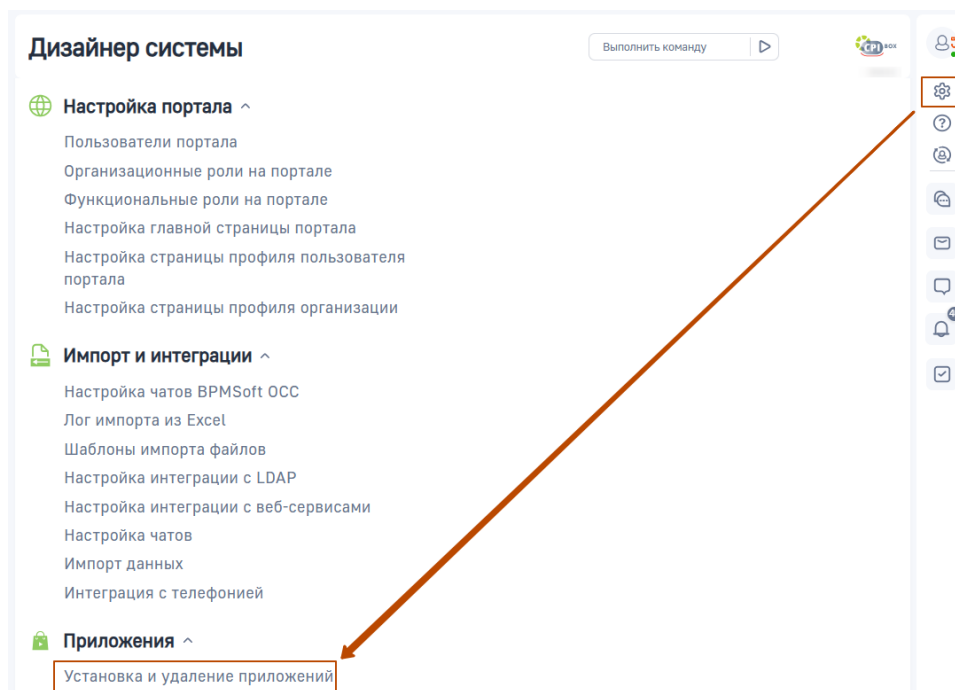 Дизайнер системы
Выполнить команду
CPI BOX
Настройка портала
Пользователи портала
Организационные роли на портале
Функциональные роли на портале
Настройка главной страницы портала
Настройка страницы профиля пользователя
портала
Настройка страницы профиля организации
Импорт и интеграции
Настройка чатов BPMSoft ОСС
Лог импорта из Excel
Шаблоны импорта файлов
Настройка интеграции с LDAP
Настройка интеграции с веб-сервисами
Настройка чатов
Импорт данных
Интеграция с телефонией
Приложения
Установка и удаление приложений